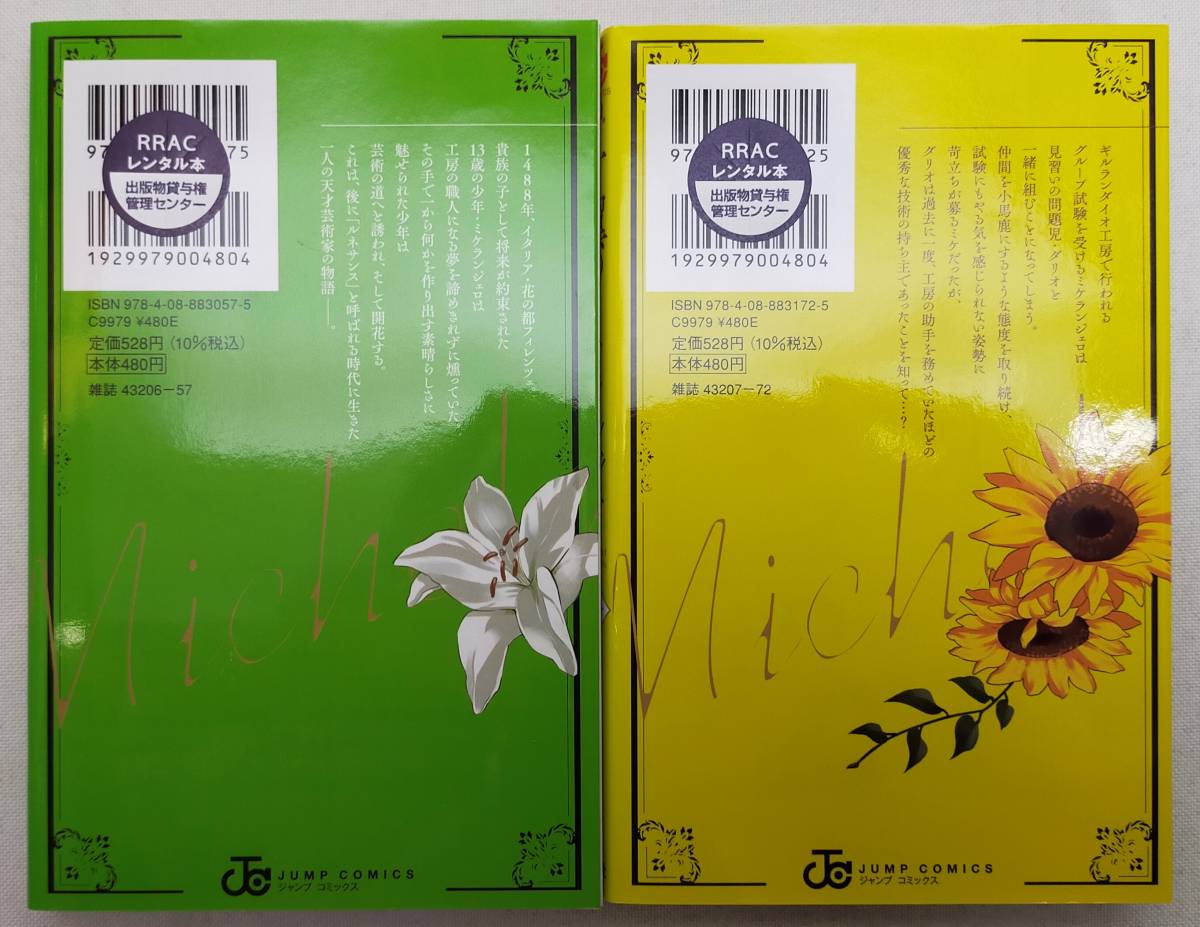 97
75
RRAC
レンタル本
出版物貸与権
管理センター
1929979004804
ISBN 978-4-08-883057-5
C9979 ¥480E
定価528円(10%税込)
本体480円
雑誌 43206-57
1488年、イタリア・花の都フィレンツェ。
貴族の子として将来が約束された
13歳の少年・ミケランジェロは
工房の職人になる夢を諦めきれずに燻っていた。
その手で一から何かを作り出す素晴らしさに
魅せられた少年は
芸術の道へと誘われ、そして開花する。
これは、後に「ルネサンス」と呼ばれる時代に生きた
一人の天才芸術家の物語――。
Mich
JUMP COMICS
ジャンプ コミックス
97
25
RRAC
レンタル本
出版物貸与権
管理センター
1929979004804
ISBN 978-4-08-883172-5
C9979 ¥480E
定価528円(10%税込)
本体480円
雑誌 43207-72
ギルランダイオ工房で行われる
グループ試験を受けるミケランジェロは
見習いの問題児・ダリオと
一緒に組むことになってしまう。
仲間を小馬鹿にするような態度を取り続け、
試験にもやる気を感じられない姿勢に
苛立ちが募るミケだったが、
ダリオは過去に一度、工房の助手を務めていたほどの
優秀な技術の持ち主であったことを知って…?
Mich
JUMP COMICS
ジャンプ コミックス